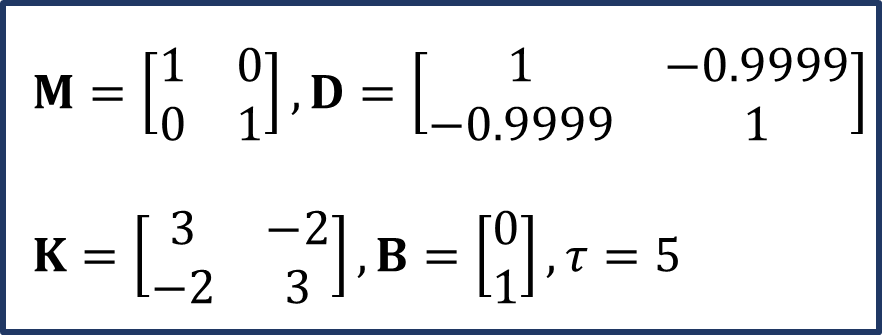 𝐌 = [1 0; 0 1], 𝐃 = [1 −0.9999; −0.9999 1]
𝐊 = [3 −2; −2 3], 𝐁 = [0; 1], τ = 5